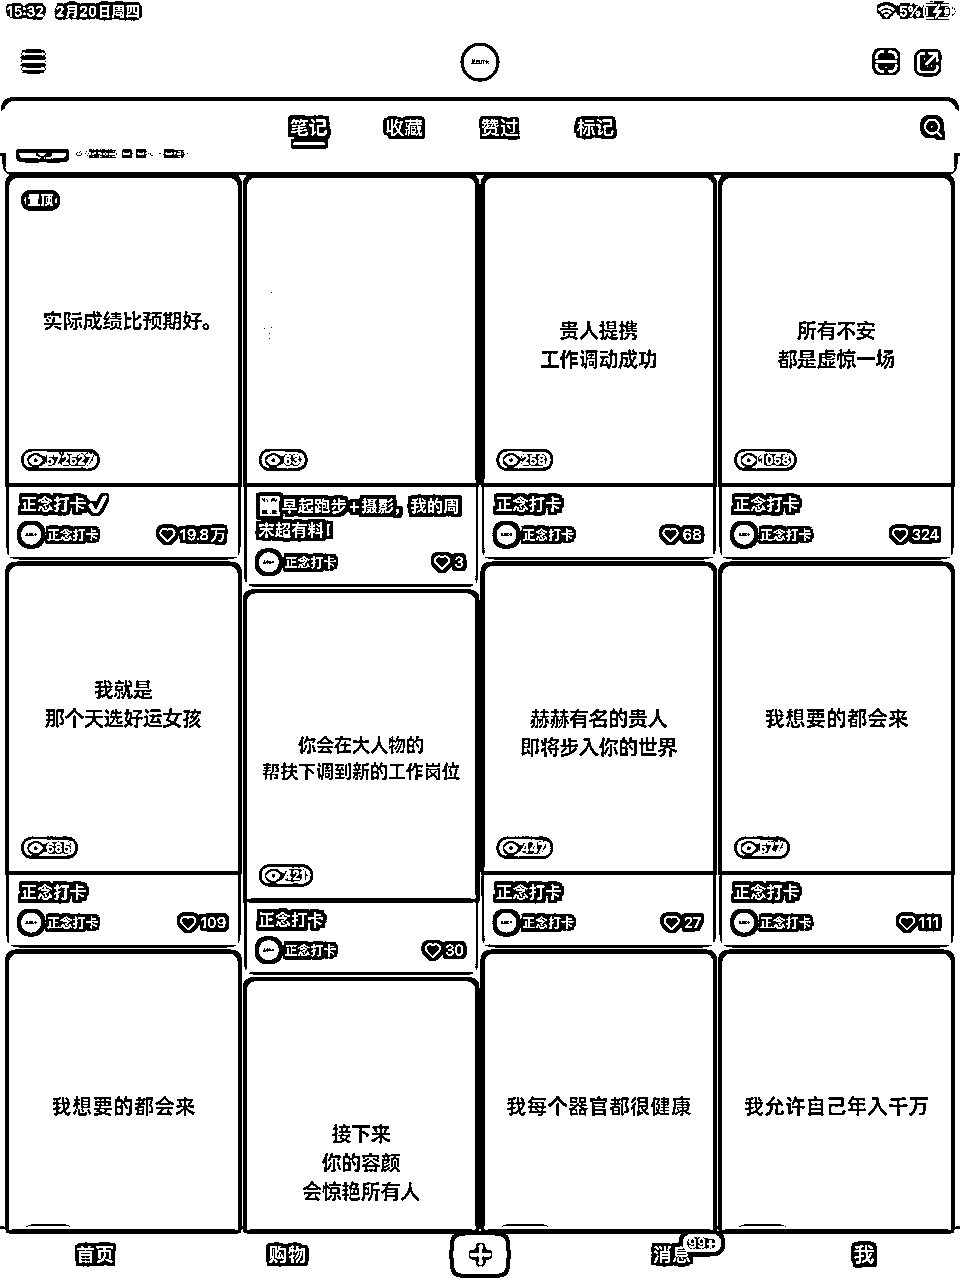 15:32 2月20日周四
5%
笔记 收藏 赞过 标记
置顶
实际成绩比预期好。
572527
正念打卡
正念打卡 19.8万
63
早起跑步+摄影，我的周
末超有料！
正念打卡 3
贵人提携
工作调动成功
258
正念打卡
正念打卡 68
所有不安
都是虚惊一场
1058
正念打卡
正念打卡 324
我就是
那个天选好运女孩
685
正念打卡
正念打卡 109
你会在大人物的
帮扶下调到新的工作岗位
421
正念打卡
正念打卡 30
赫赫有名的贵人
即将步入你的世界
447
正念打卡
正念打卡 27
我想要的都会来
677
正念打卡
正念打卡 111
我想要的都会来
接下来
你的容颜
会惊艳所有人
我每个器官都很健康
我允许自己年入千万
首页 购物 消息 99+ 我